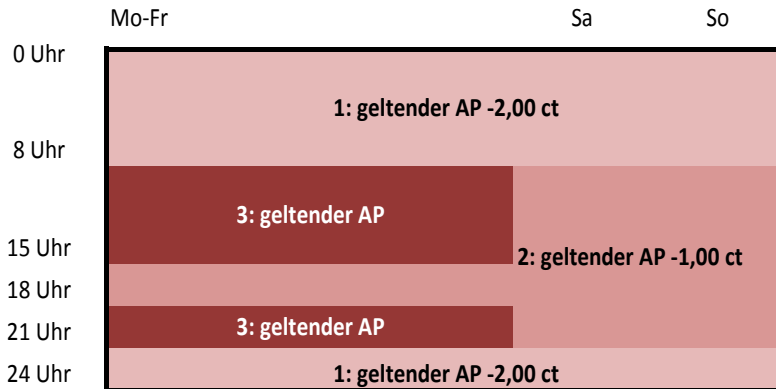 Mo-Fr Sa So
0 Uhr
1: geltender AP -2,00 ct
8 Uhr
3: geltender AP
15 Uhr
2: geltender AP -1,00 ct
18 Uhr
21 Uhr
3: geltender AP
24 Uhr
1: geltender AP -2,00 ct